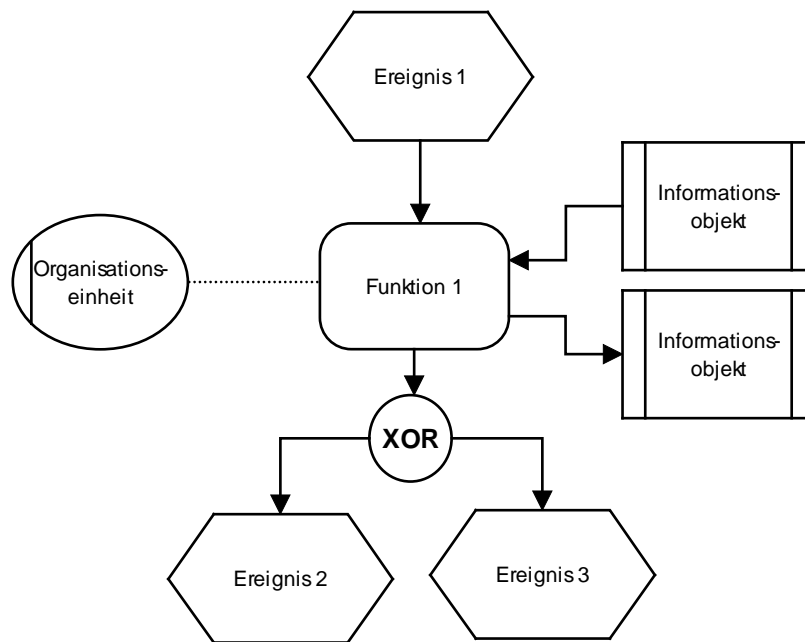 Ereignis 1
Informations-
objekt
Organisations-
einheit
Funktion 1
Informations-
objekt
XOR
Ereignis 2
Ereignis 3